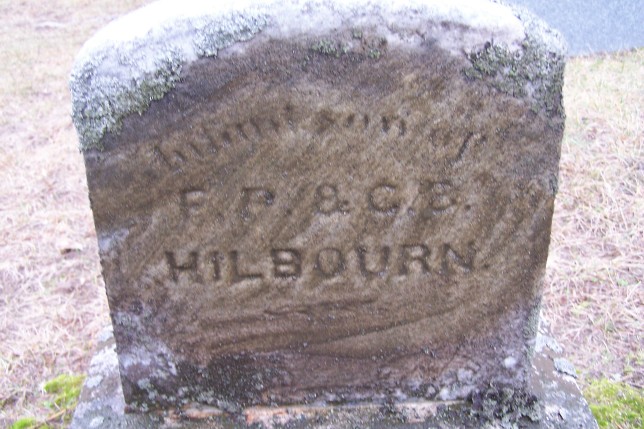 Infant son of
F. P. & C. B.
HILBOURN.